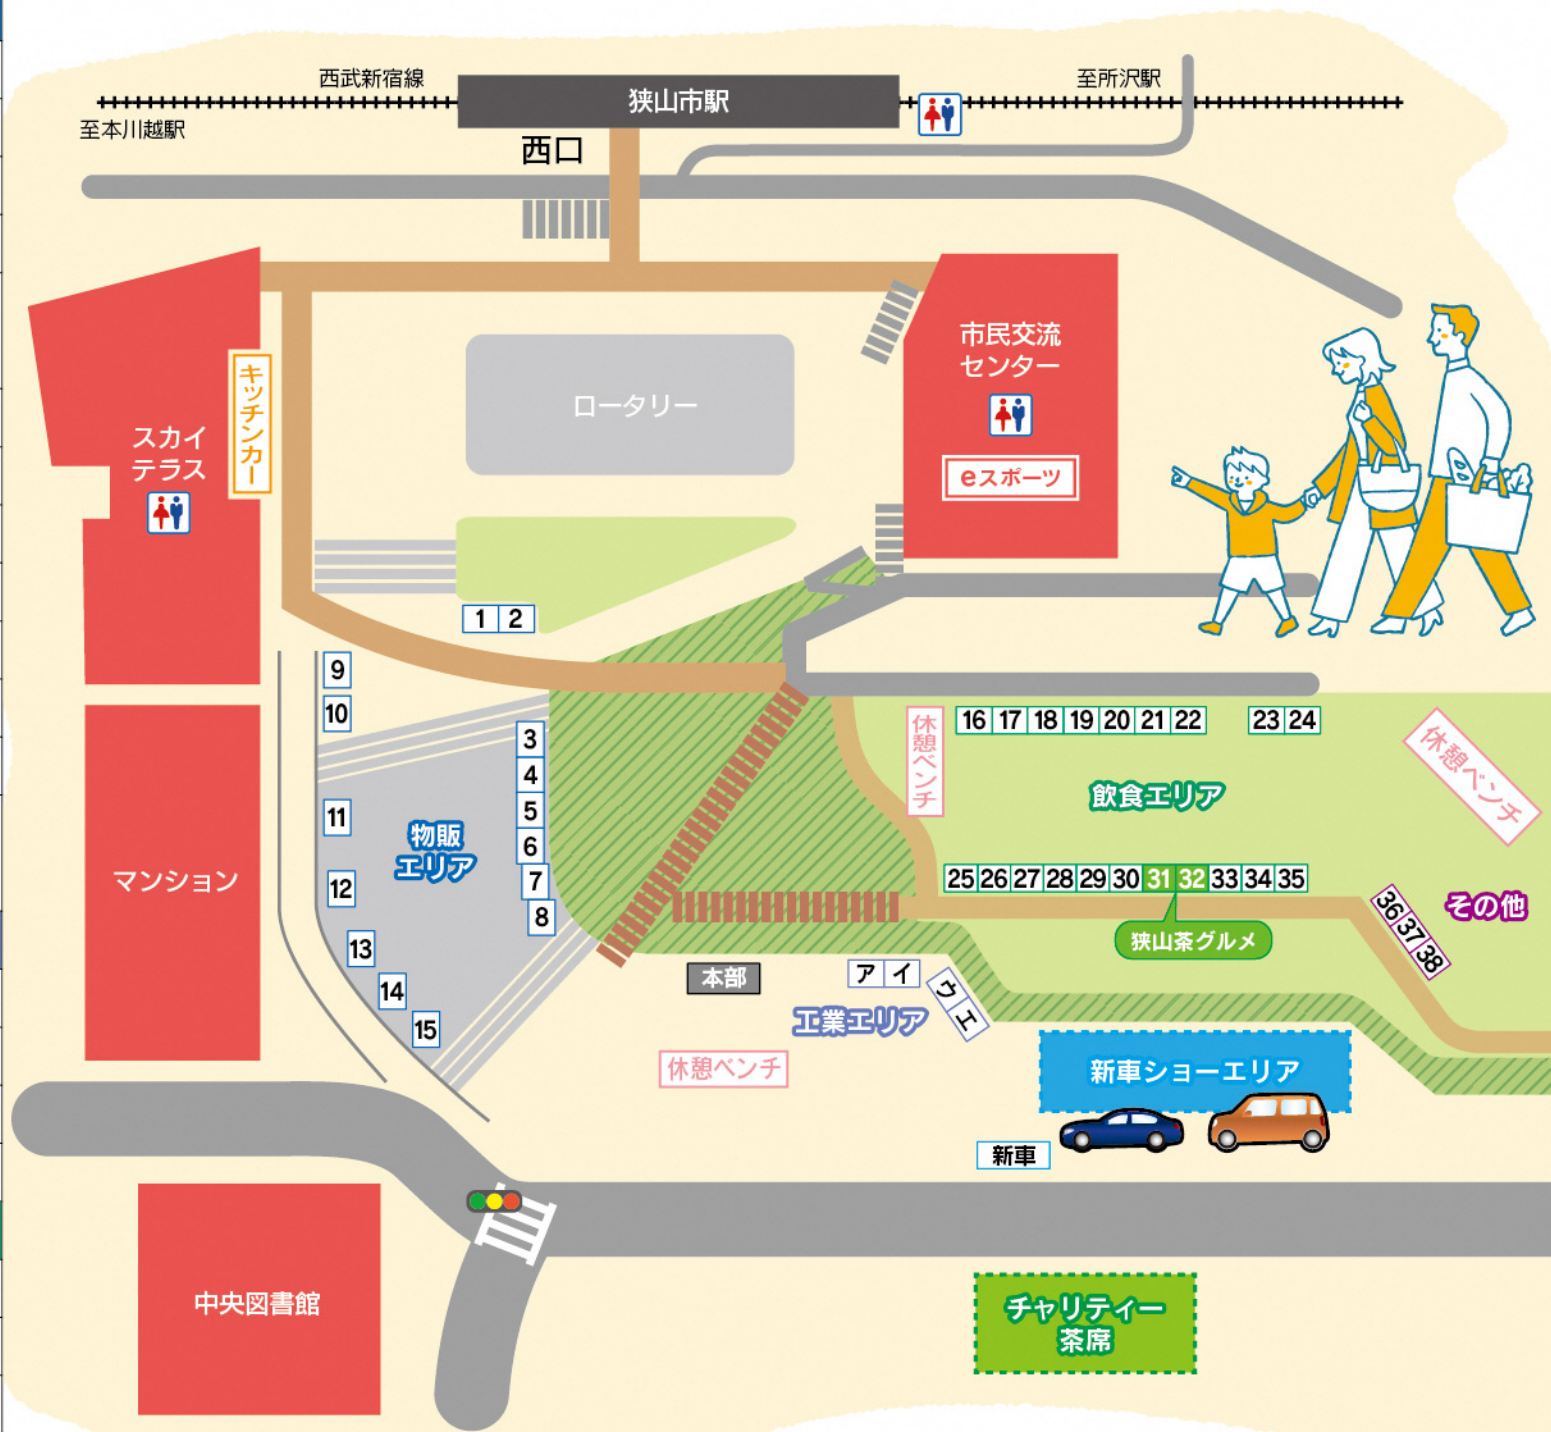 西武新宿線
狭山市駅
至所沢駅
至本川越駅
西口
市民交流
センター
キッチンカー
ロータリー
スカイ
テラス
eスポーツ
1 2
9
10
3
4
5
6
7
8
11
物販
エリア
12
13
14
15
マンション
休憩ベンチ
16 17 18 19 20 21 22
23 24
休憩ベンチ
飲食エリア
25 26 27 28 29 30 31 32 33 34 35
狭山茶グルメ
36 37 38
その他
本部
ア イ
ウ エ
工業エリア
休憩ベンチ
新車ショーエリア
新車
中央図書館
チャリティー
茶席